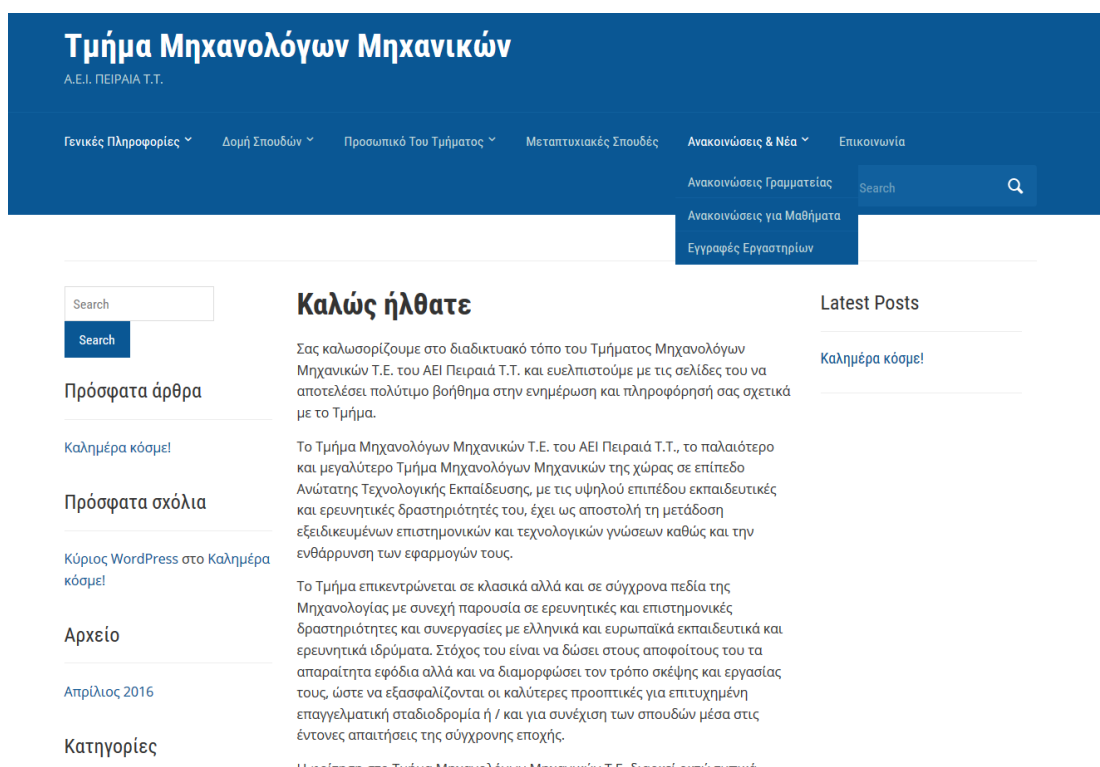 Τμήμα Μηχανολόγων Μηχανικών
Α.Ε.Ι. ΠΕΙΡΑΙΑ Τ.Τ.
Γενικές Πληροφορίες
Δομή Σπουδών
Προσωπικό Του Τμήματος
Μεταπτυχιακές Σπουδές
Ανακοινώσεις & Νέα
Επικοινωνία
Ανακοινώσεις Γραμματείας
Ανακοινώσεις για Μαθήματα
Εγγραφές Εργαστηρίων
Search
Search
Search
Πρόσφατα άρθρα
Καλημέρα κόσμε!
Πρόσφατα σχόλια
Κύριος WordPress στο Καλημέρα
κόσμε!
Αρχείο
Απρίλιος 2016
Κατηγορίες
Καλώς ήλθατε
Σας καλωσορίζουμε στο διαδικτυακό τόπο του Τμήματος Μηχανολόγων
Μηχανικών Τ.Ε. του ΑΕΙ Πειραιά Τ.Τ. και ευελπιστούμε με τις σελίδες του να
αποτελέσει πολύτιμο βοήθημα στην ενημέρωση και πληροφόρησή σας σχετικά
με το Τμήμα.
Το Τμήμα Μηχανολόγων Μηχανικών Τ.Ε. του ΑΕΙ Πειραιά Τ.Τ., το παλαιότερο
και μεγαλύτερο Τμήμα Μηχανολόγων Μηχανικών της χώρας σε επίπεδο
Ανώτατης Τεχνολογικής Εκπαίδευσης, με τις υψηλού επιπέδου εκπαιδευτικές
και ερευνητικές δραστηριότητές του, έχει ως αποστολή τη μετάδοση
εξειδικευμένων επιστημονικών και τεχνολογικών γνώσεων καθώς και την
ενθάρρυνση των εφαρμογών τους.
Το Τμήμα επικεντρώνεται σε κλασικά αλλά και σε σύγχρονα πεδία της
Μηχανολογίας με συνεχή παρουσία σε ερευνητικές και επιστημονικές
δραστηριότητες και συνεργασίες με ελληνικά και ευρωπαϊκά εκπαιδευτικά και
ερευνητικά ιδρύματα. Στόχος του είναι να δώσει στους αποφοίτους του τα
απαραίτητα εφόδια αλλά και να διαμορφώσει τον τρόπο σκέψης και εργασίας
τους, ώστε να εξασφαλίζονται οι καλύτερες προοπτικές για επιτυχημένη
επαγγελματική σταδιοδρομία ή / και για συνέχιση των σπουδών μέσα στις
έντονες απαιτήσεις της σύγχρονης εποχής.
Latest Posts
Καλημέρα κόσμε!